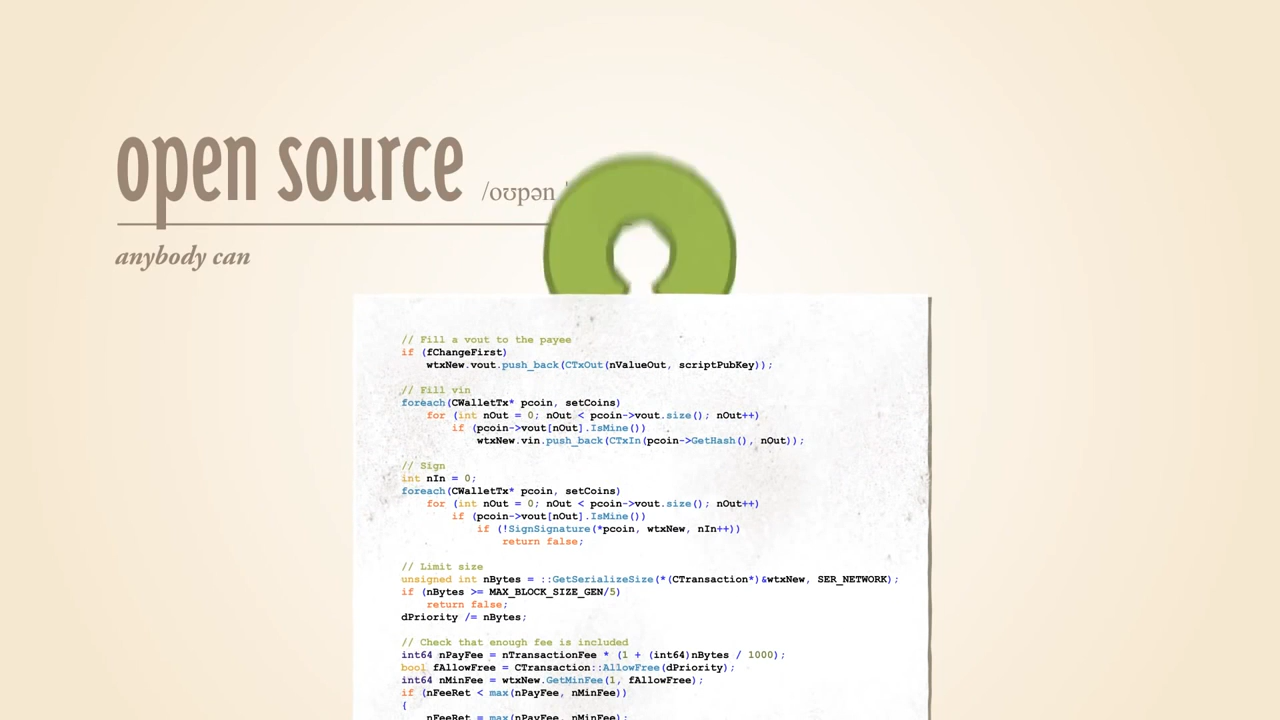 open source /oʊpən
anybody can
// Fill a vout to the payee
if (fChangeFirst)
    wtxNew.vout.push_back(CTxOut(nValueOut, scriptPubKey));
// Fill vin
foreach(CWalletTx* pcoin, setCoins)
    for (int nOut = 0; nOut < pcoin->vout.size(); nOut++)
        if (pcoin->vout[nOut].IsMine())
            wtxNew.vin.push_back(CTxIn(pcoin->GetHash(), nOut));
// Sign
int nIn = 0;
foreach(CWalletTx* pcoin, setCoins)
    for (int nOut = 0; nOut < pcoin->vout.size(); nOut++)
        if (pcoin->vout[nOut].IsMine())
            if (!SignSignature(*pcoin, wtxNew, nIn++))
                return false;
// Limit size
unsigned int nBytes = ::GetSerializeSize(*(CTransaction*)&wtxNew, SER_NETWORK);
if (nBytes >= MAX_BLOCK_SIZE_GEN/5)
    return false;
dPriority /= nBytes;
// Check that enough fee is included
int64 nPayFee = nTransactionFee * (1 + (int64)nBytes / 1000);
bool fAllowFree = CTransaction::AllowFree(dPriority);
int64 nMinFee = wtxNew.GetMinFee(1, fAllowFree);
if (nFeeRet < max(nPayFee, nMinFee))
{
    nFeeRet = max(nPayFee, nMinFee);